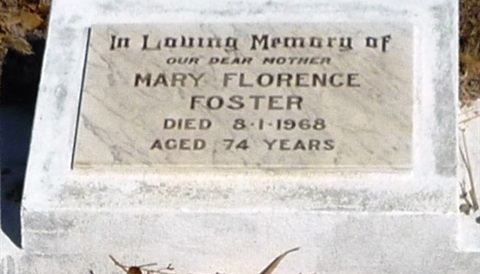 In Loving Memory of
OUR DEAR MOTHER
MARY FLORENCE
FOSTER
DIED 8-1-1968
AGED 74 YEARS